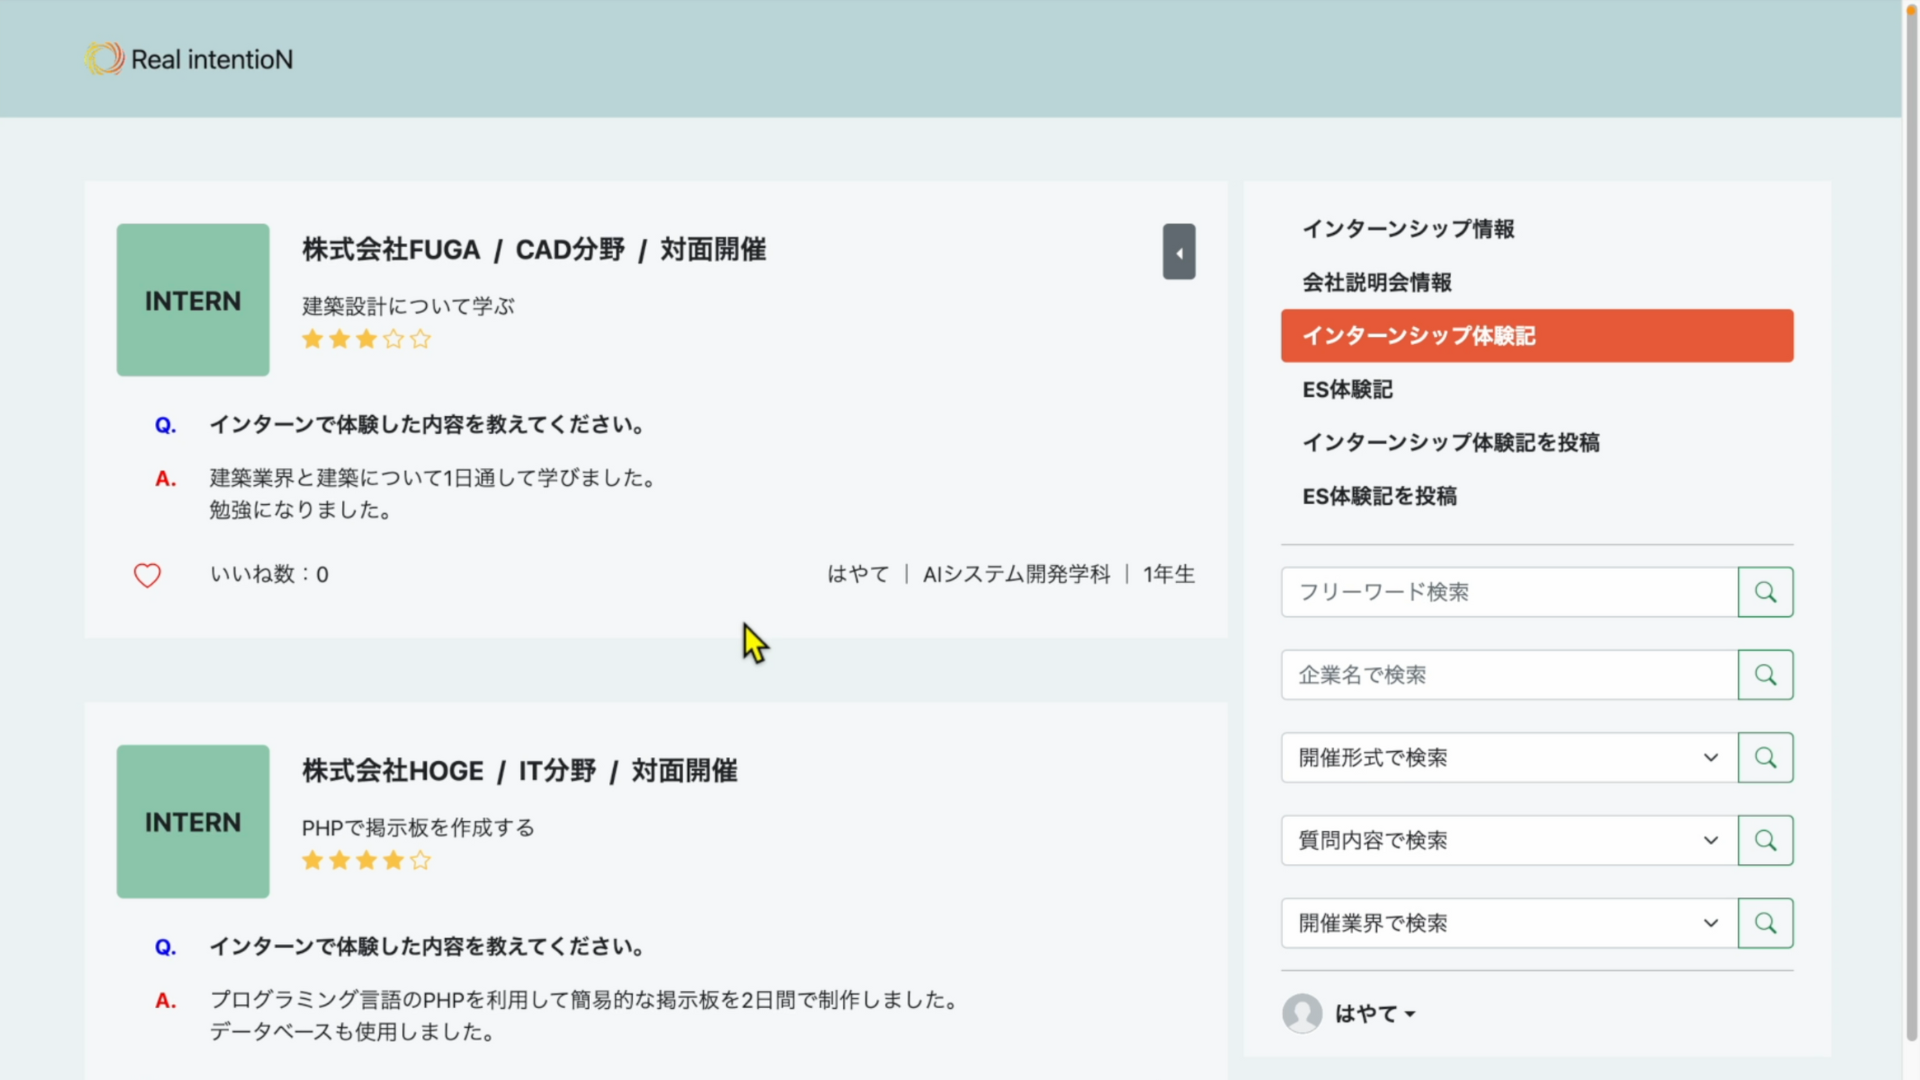 Real intentioN
INTERN
株式会社FUGA / CAD分野 / 対面開催
建築設計について学ぶ
Q. インターンで体験した内容を教えてください。
A. 建築業界と建築について1日通して学びました。
勉強になりました。
いいね数：0
はやて | AIシステム開発学科 | 1年生
INTERN
株式会社HOGE / IT分野 / 対面開催
PHPで掲示板を作成する
Q. インターンで体験した内容を教えてください。
A. プログラミング言語のPHPを利用して簡易的な掲示板を2日間で制作しました。
データベースも使用しました。
インターンシップ情報
会社説明会情報
インターンシップ体験記
ES体験記
インターンシップ体験記を投稿
ES体験記を投稿
フリーワード検索
企業名で検索
開催形式で検索
質問内容で検索
開催業界で検索
はやて